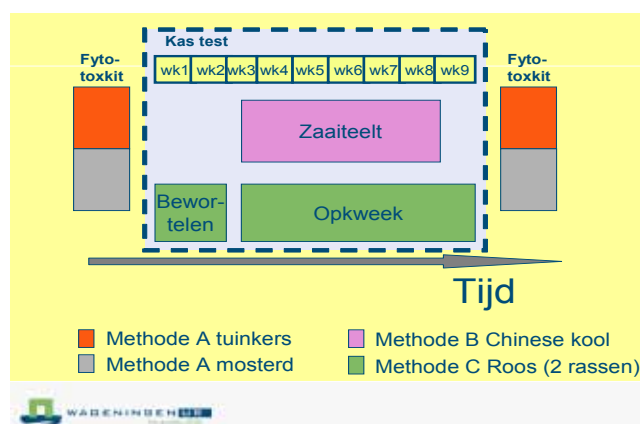 Kas test
Fyto-
toxkit
wk1 wk2 wk3 wk4 wk5 wk6 wk7 wk8 wk9
Fyto-
toxkit
Zaaiteelt
Bewor-
telen
Opkweek
Tijd
Methode A tuinkers
Methode B Chinese kool
Methode A mosterd
Methode C Roos (2 rassen)
WAGENINGEN UR